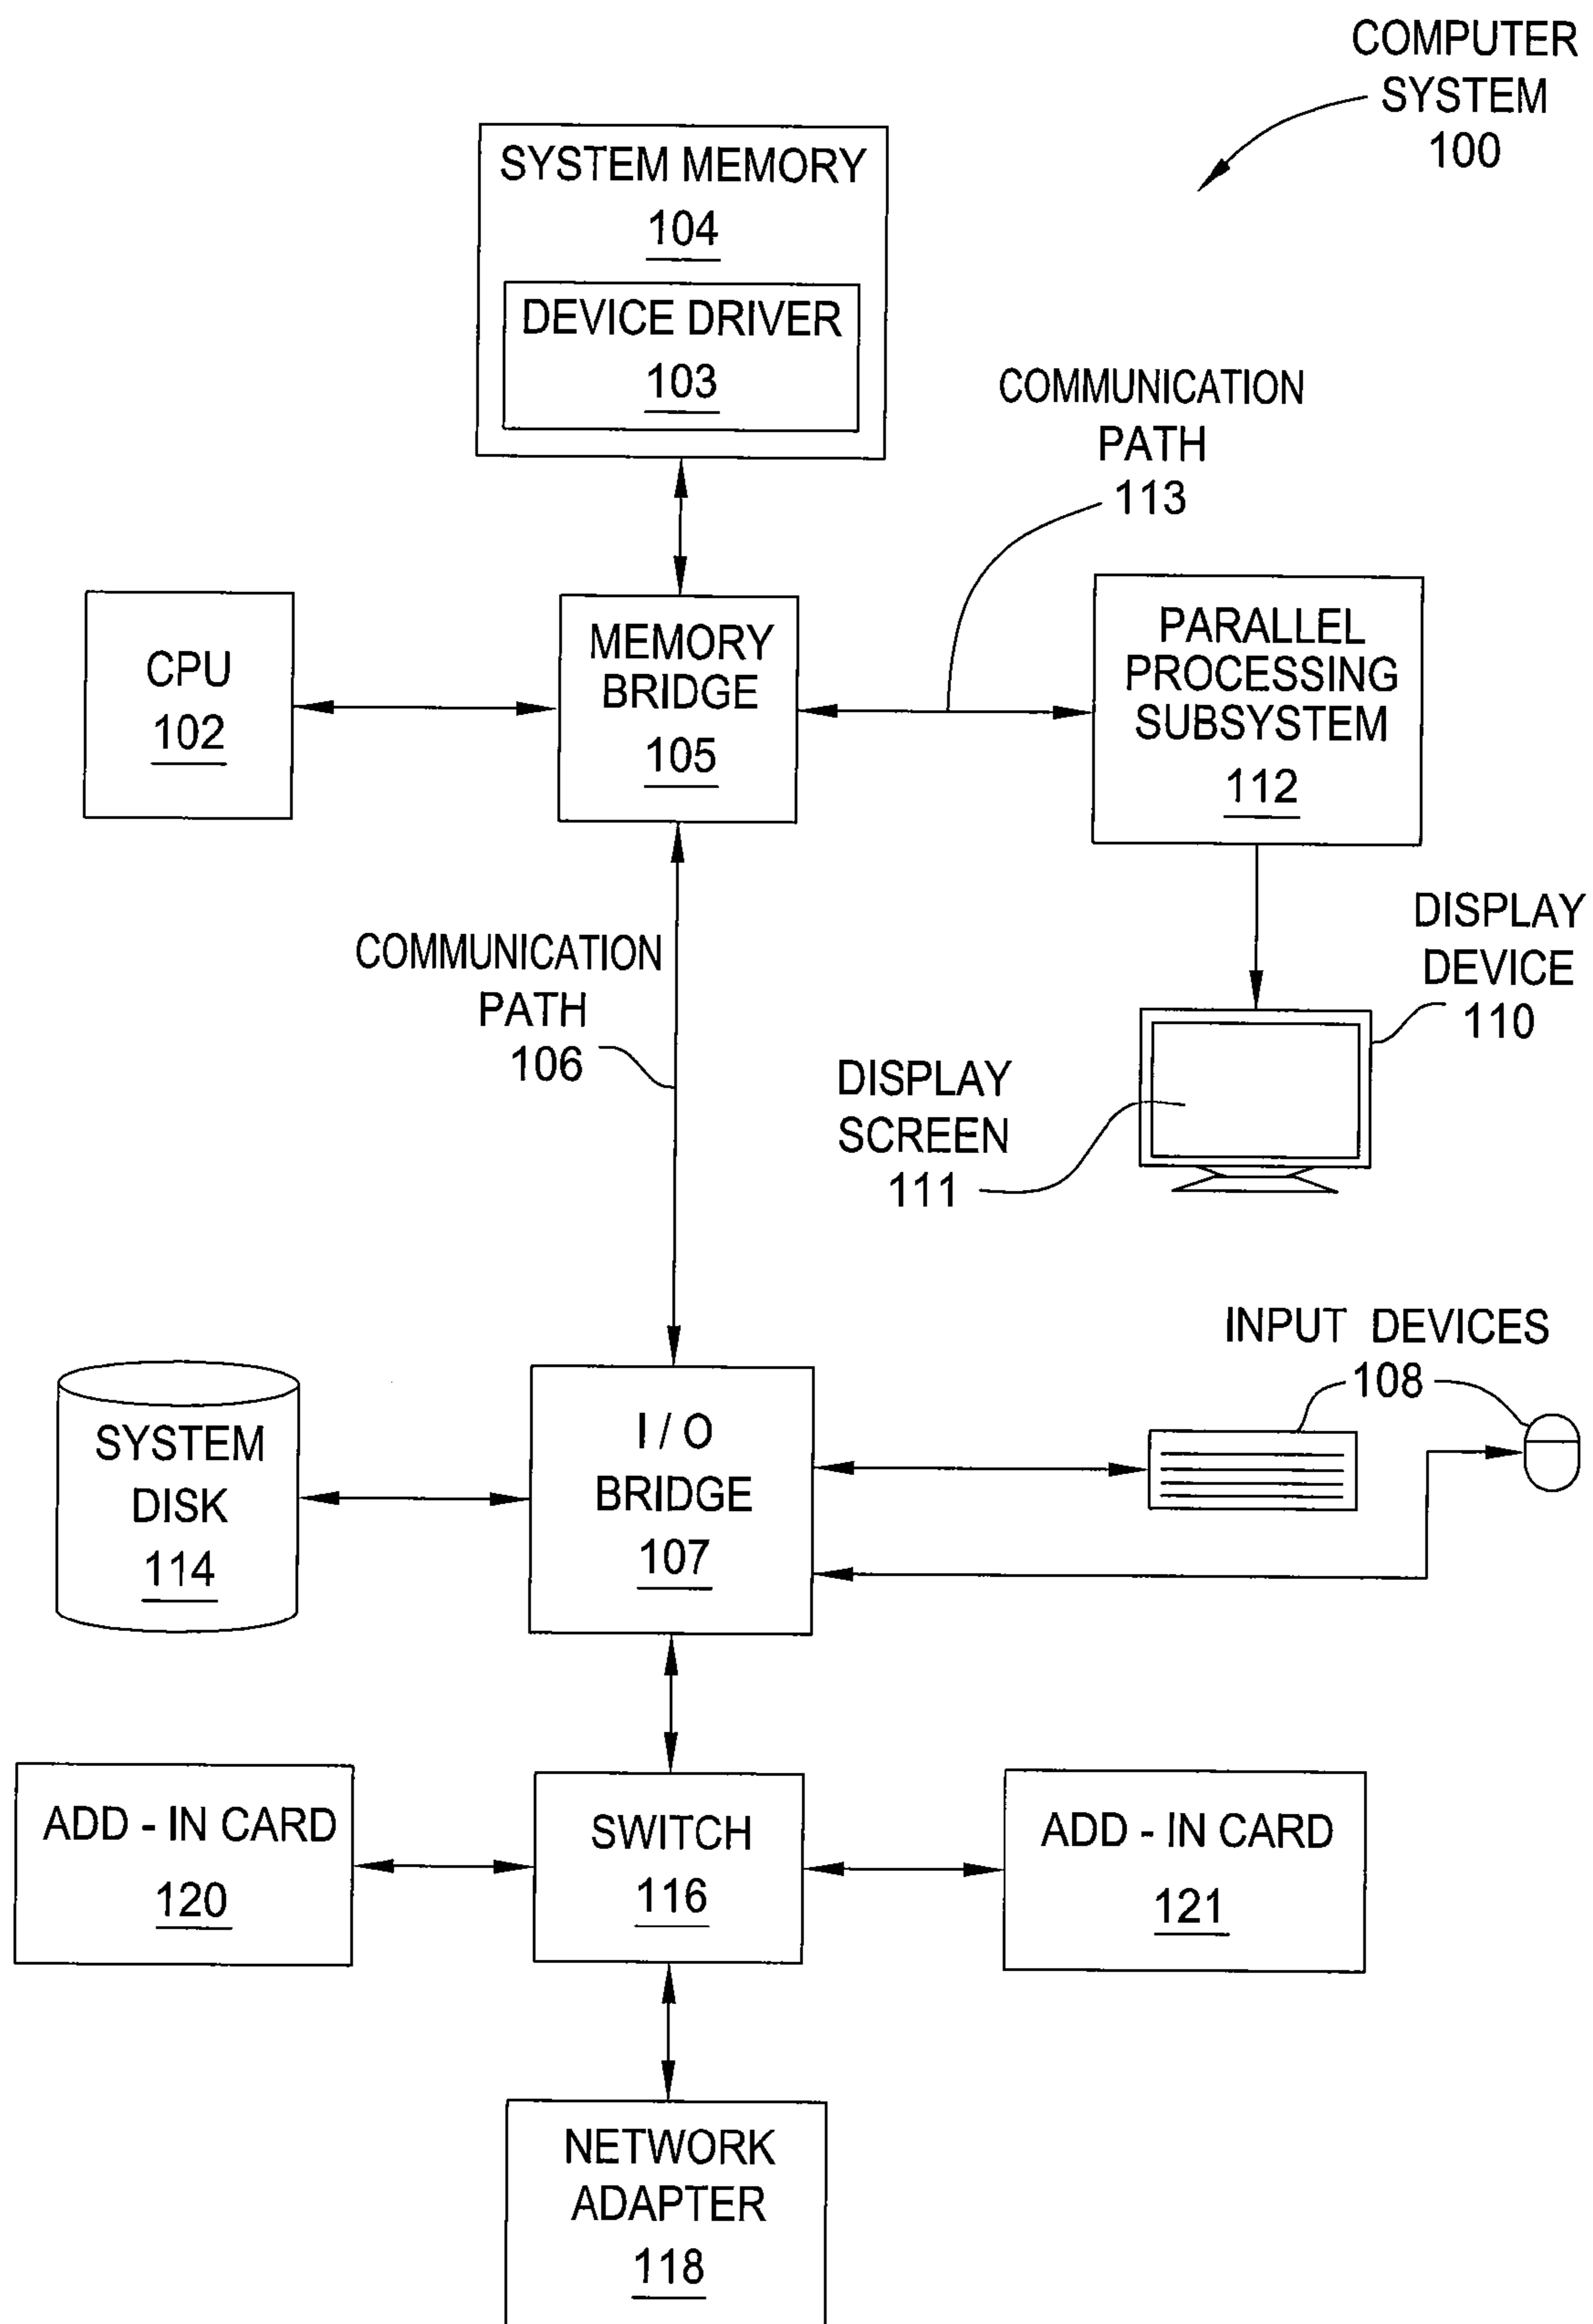 COMPUTER
SYSTEM
100
SYSTEM MEMORY
104
DEVICE DRIVER
103
COMMUNICATION
PATH
113
CPU
102
MEMORY
BRIDGE
105
PARALLEL
PROCESSING
SUBSYSTEM
112
COMMUNICATION
PATH
106
DISPLAY
DEVICE
110
DISPLAY
SCREEN
111
INPUT DEVICES
108
SYSTEM
DISK
114
I / O
BRIDGE
107
ADD - IN CARD
120
SWITCH
116
ADD - IN CARD
121
NETWORK
ADAPTER
118